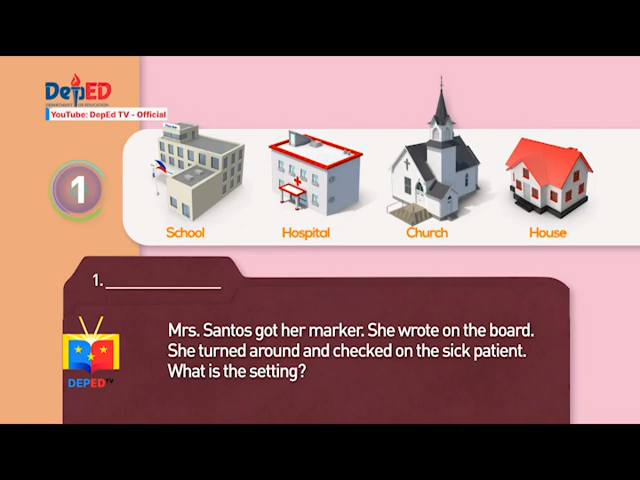 DepED
DEPARTMENT OF EDUCATION
YouTube: DepEd TV - Official
1
School
Hospital
Church
House
1.
Mrs. Santos got her marker. She wrote on the board.
She turned around and checked on the sick patient.
What is the setting?
DEPED TV